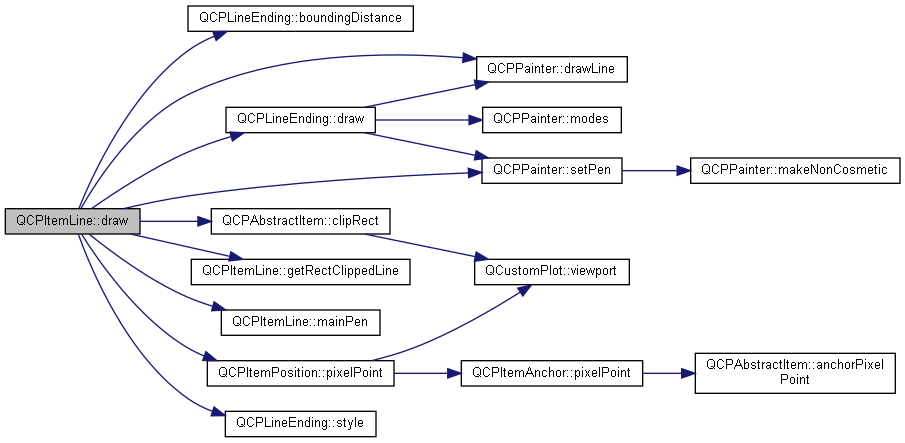 QCPLineEnding::boundingDistance
QCPPainter::drawLine
QCPLineEnding::draw
QCPPainter::modes
QCPPainter::setPen
QCPPainter::makeNonCosmetic
QCPItemLine::draw
QCPAbstractItem::clipRect
QCPItemLine::getRectClippedLine
QCustomPlot::viewport
QCPItemLine::mainPen
QCPItemPosition::pixelPoint
QCPItemAnchor::pixelPoint
QCPAbstractItem::anchorPixel
Point
QCPLineEnding::style